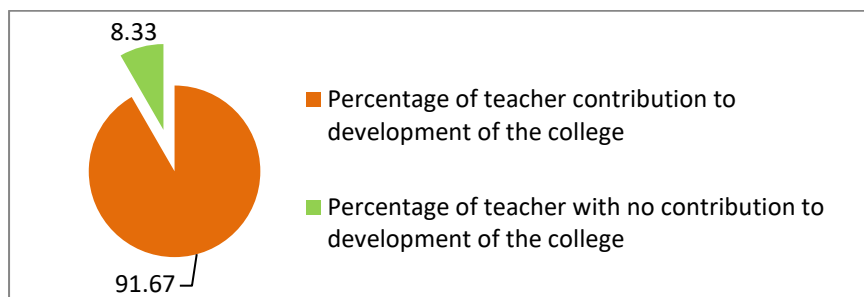 8.33
Percentage of teacher contribution to
development of the college
Percentage of teacher with no contribution to
development of the college
91.67